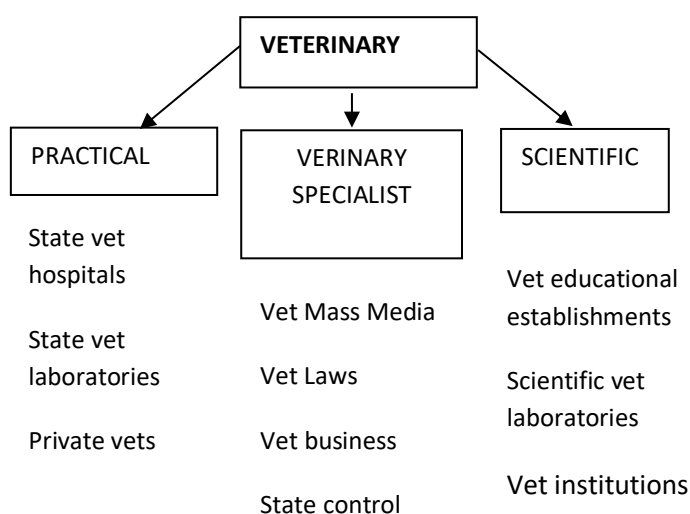 VETERINARY
PRACTICAL
State vet
hospitals
State vet
laboratories
Private vets
VERINARY
SPECIALIST
Vet Mass Media
Vet Laws
Vet business
State control
SCIENTIFIC
Vet educational
establishments
Scientific vet
laboratories
Vet institutions